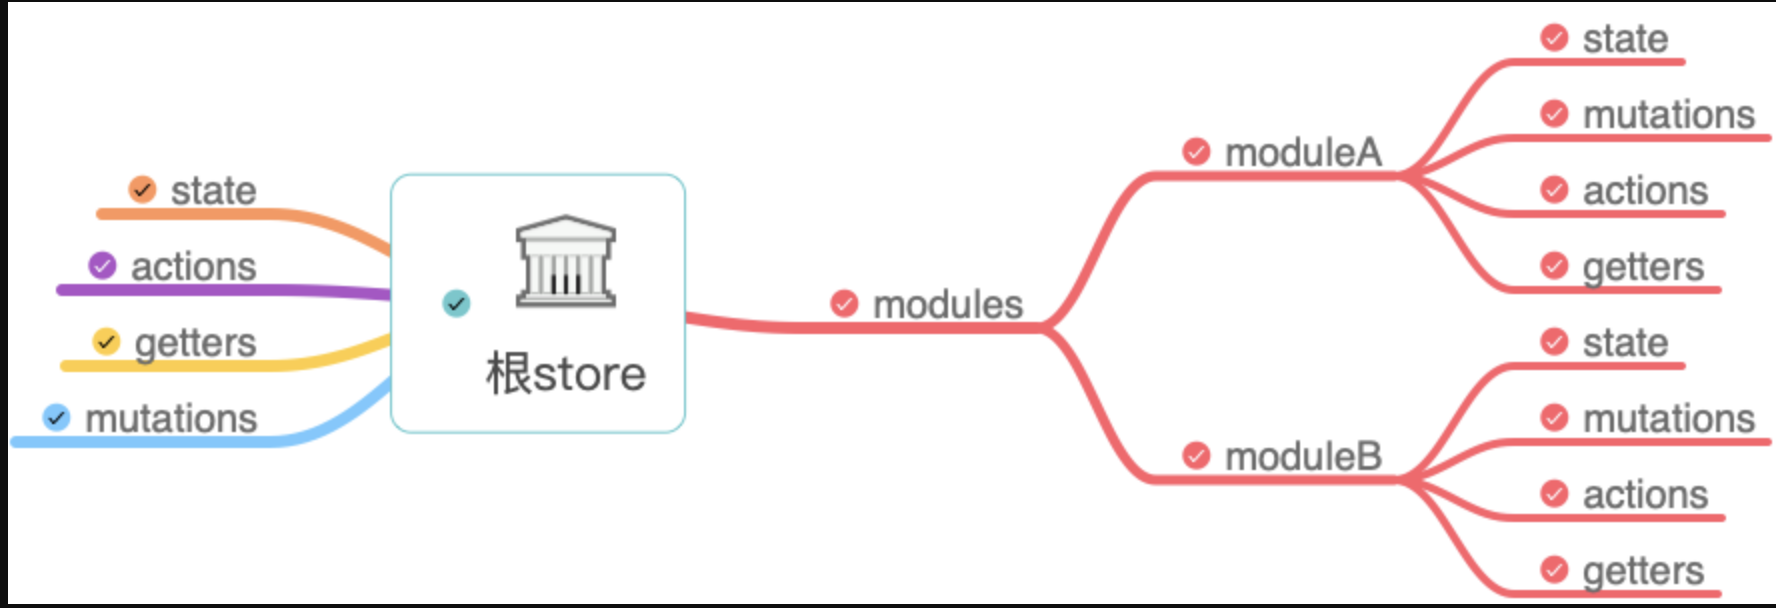 state
actions
getters
mutations
根store
modules
moduleA
state
mutations
actions
getters
moduleB
state
mutations
actions
getters